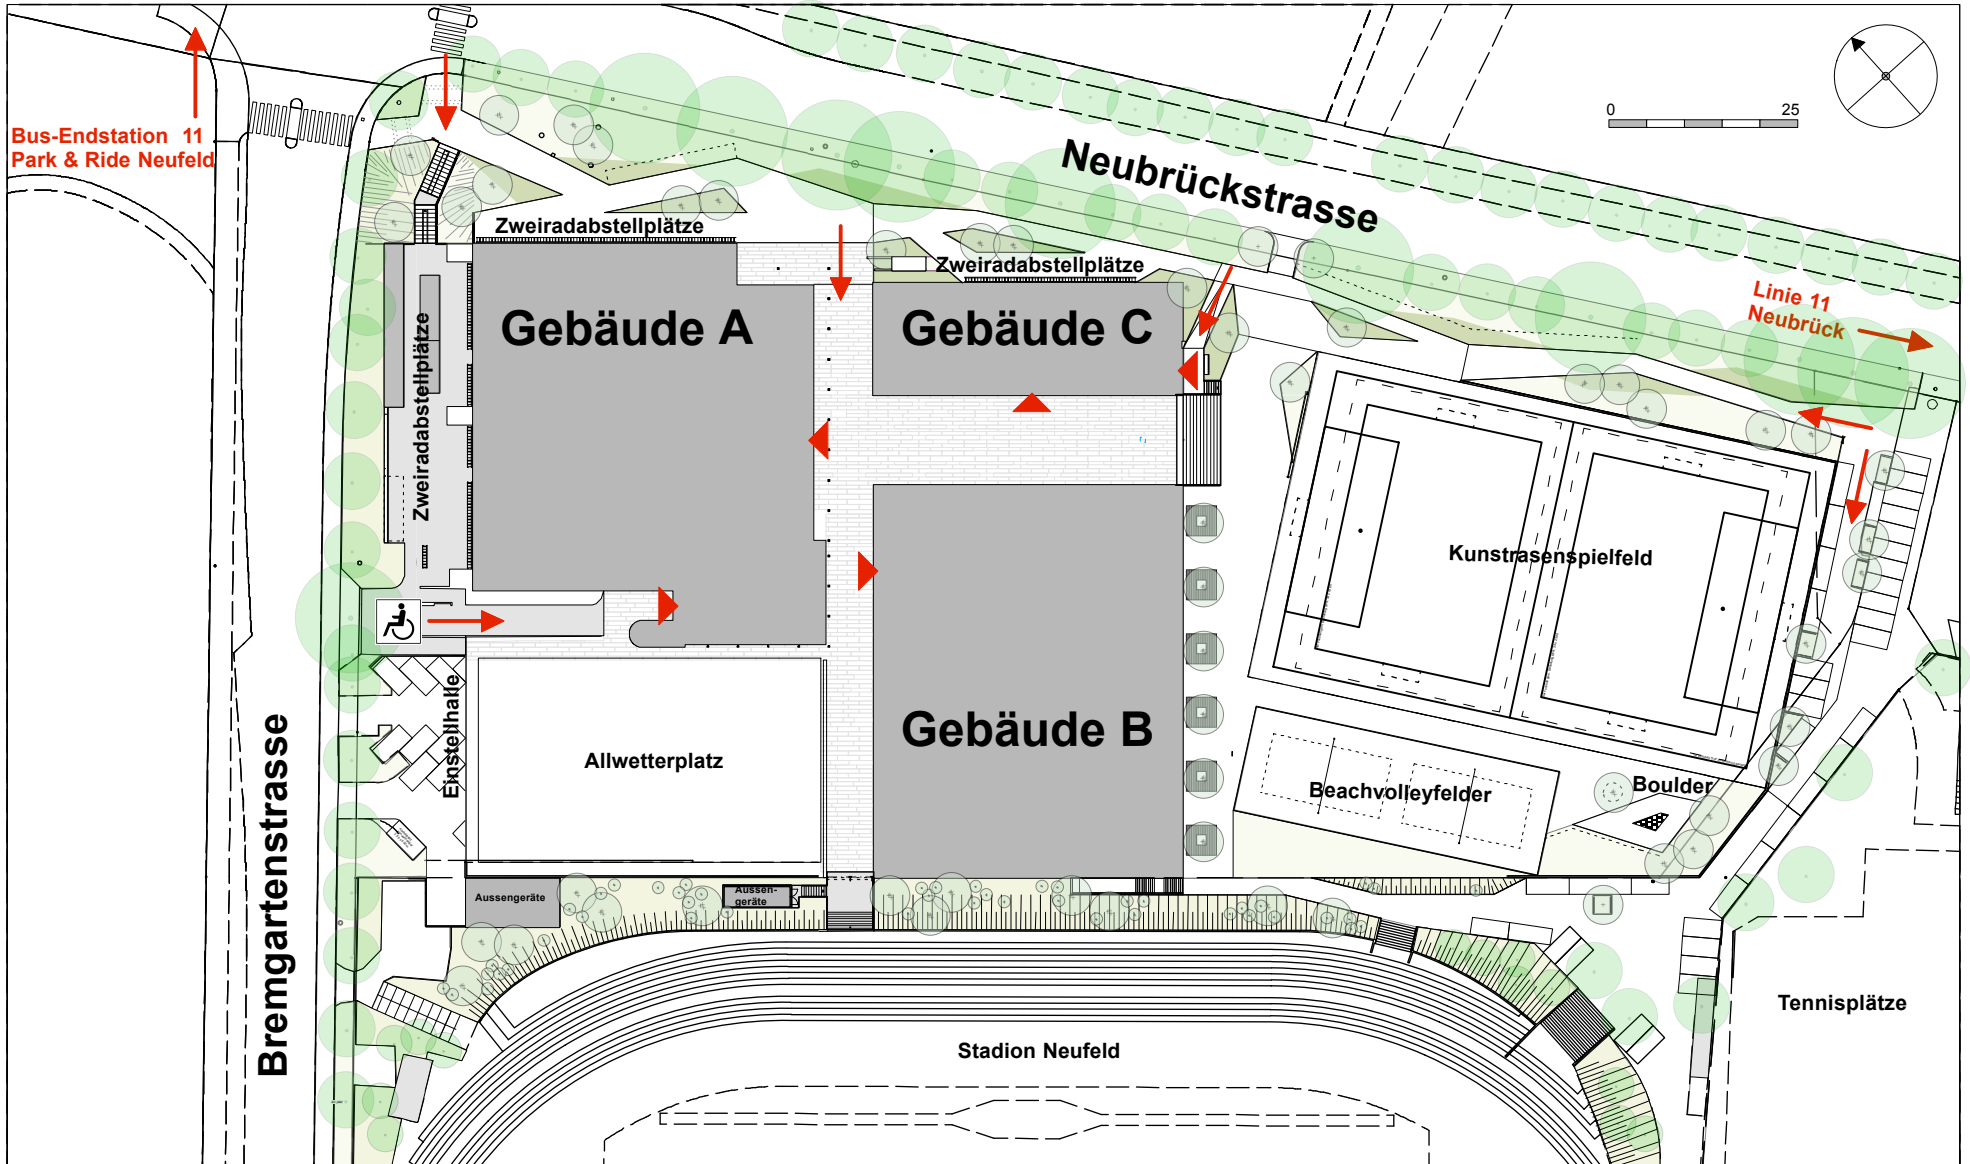 Bus-Endstation 11
Park & Ride Neufeld
0
25
Neubrückstrasse
Zweiradabstellplätze
Zweiradabstellplätze
Linie 11
Neubrück
Gebäude A
Gebäude C
Zweiradabstellplätze
Kunstrasenspielfeld
Einstellhalle
Allwetterplatz
Gebäude B
Beachvolleyfelder
Boulder
Bremgartenstrasse
Aussengeräte
Aussen-
geräte
Tennisplätze
Stadion Neufeld